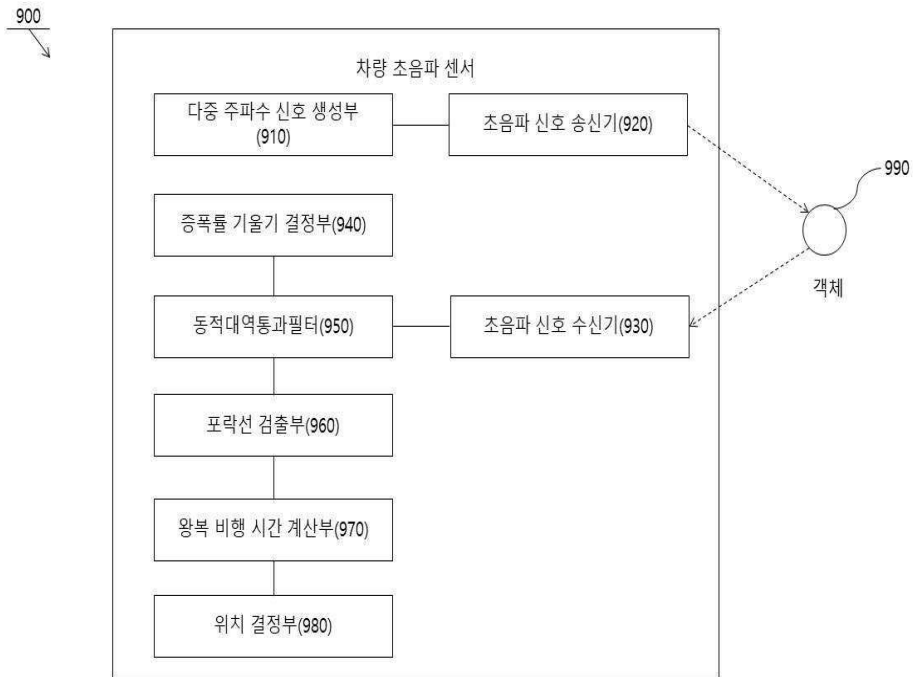 900
차량 초음파 센서
다중 주파수 신호 생성부
(910)
초음파 신호 송신기(920)
990
증폭률 기울기 결정부(940)
객체
동적대역통과필터(950)
초음파 신호 수신기(930)
포락선 검출부(960)
왕복 비행 시간 계산부(970)
위치 결정부(980)